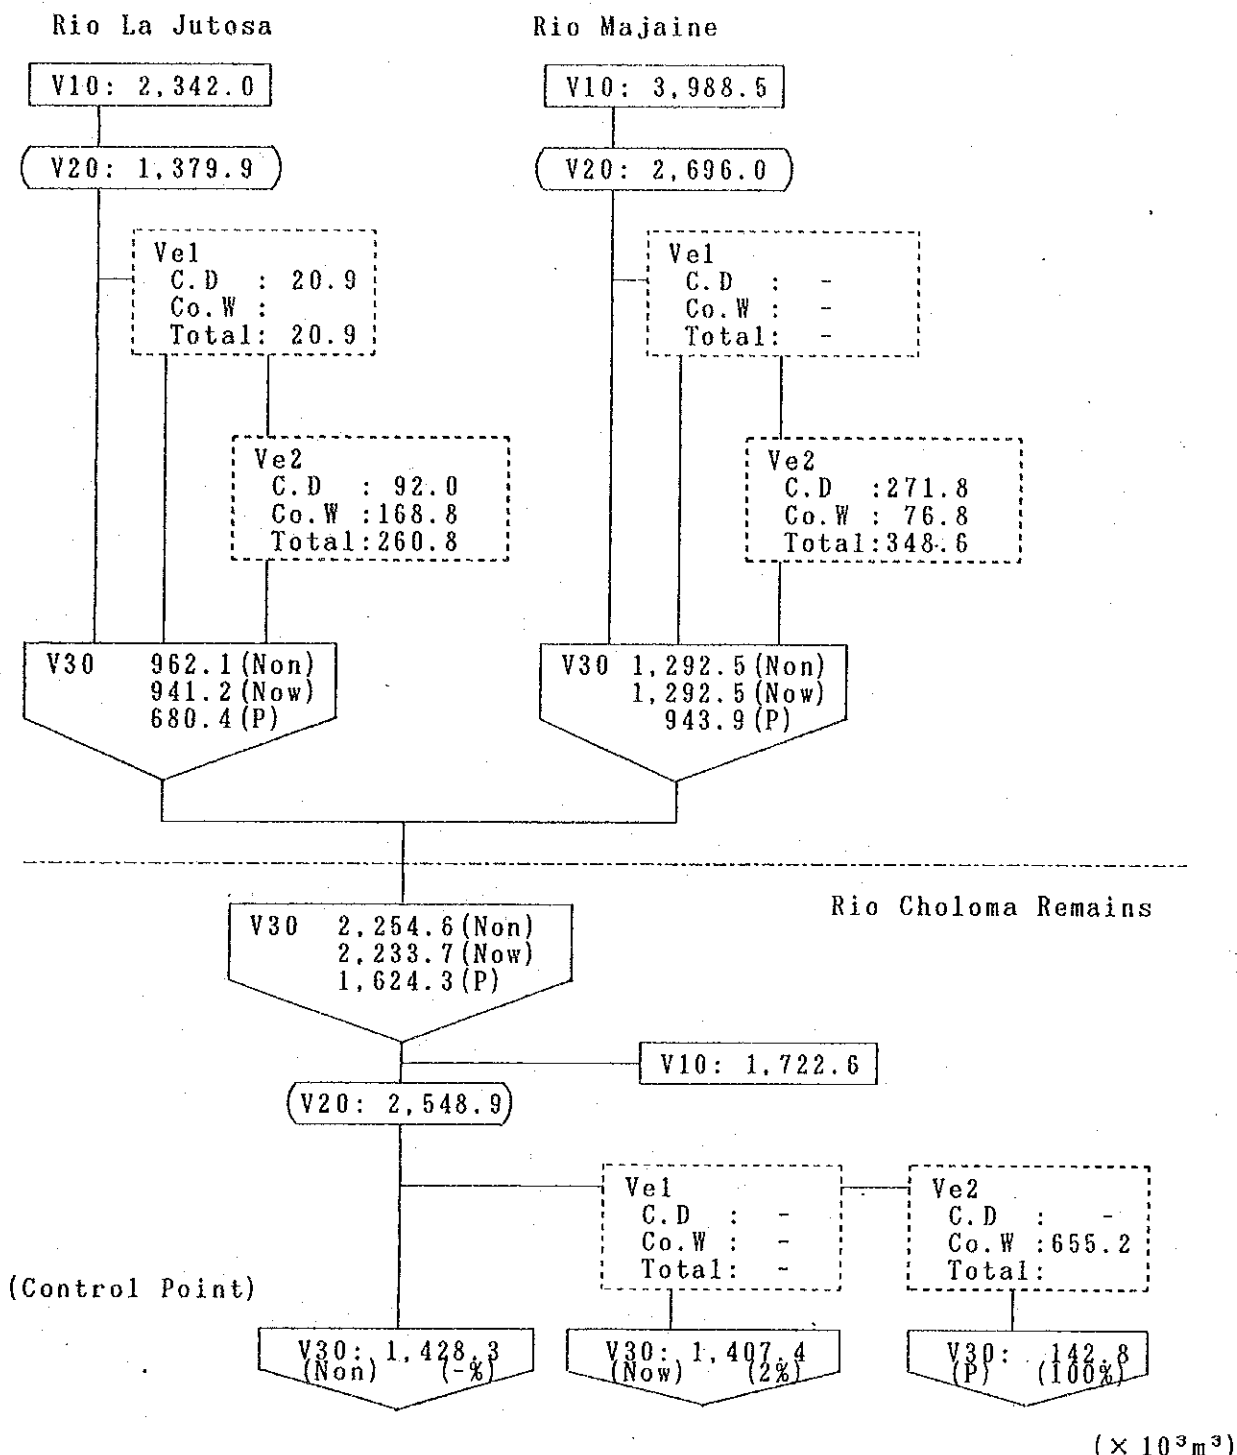 Rio La Jutosa
Rio Majaine
V10: 2,342.0
V10: 3,988.5
V20: 1,379.9
V20: 2,696.0
Ve1
C.D : 20.9
Co.W :
Total: 20.9
Ve1
C.D : -
Co.W : -
Total: -
Ve2
C.D : 92.0
Co.W :168.8
Total:260.8
Ve2
C.D :271.8
Co.W : 76.8
Total:348.6
V30 962.1(Non)
941.2(Now)
680.4(P)
V30 1,292.5(Non)
1,292.5(Now)
943.9(P)
Rio Choloma Remains
V30 2,254.6(Non)
2,233.7(Now)
1,624.3(P)
V10: 1,722.6
V20: 2,548.9
Ve1
C.D : -
Co.W : -
Total: -
Ve2
C.D : -
Co.W :655.2
Total:
(Control Point)
V30: 1,428.3
(Non) (-%)
V30: 1,407.4
(Now) (2%)
V30: 142.8
(P) (100%)
(× 10³m³)